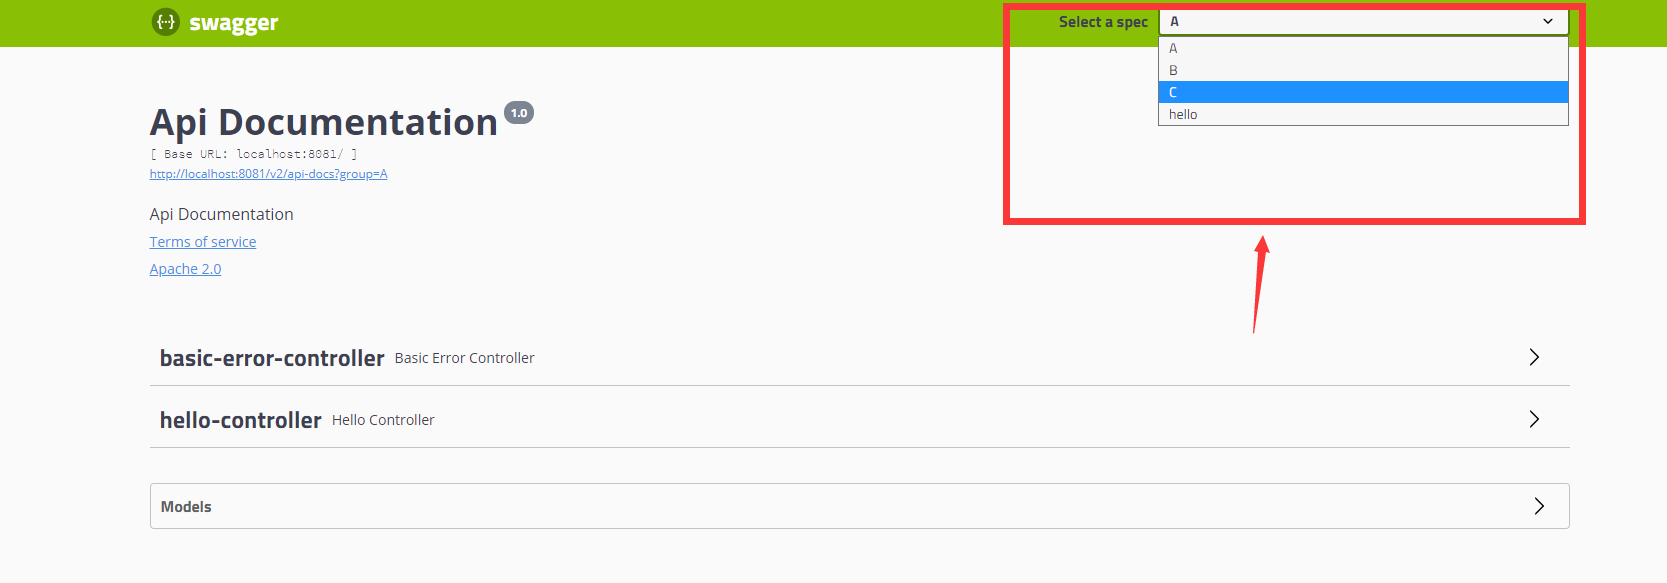 {··} swagger
Select a spec A
A
B
C
hello
Api Documentation 1.0
[ Base URL: localhost:8081/ ]
http://localhost:8081/v2/api-docs?group=A
Api Documentation
Terms of service
Apache 2.0
basic-error-controller Basic Error Controller
hello-controller Hello Controller
Models